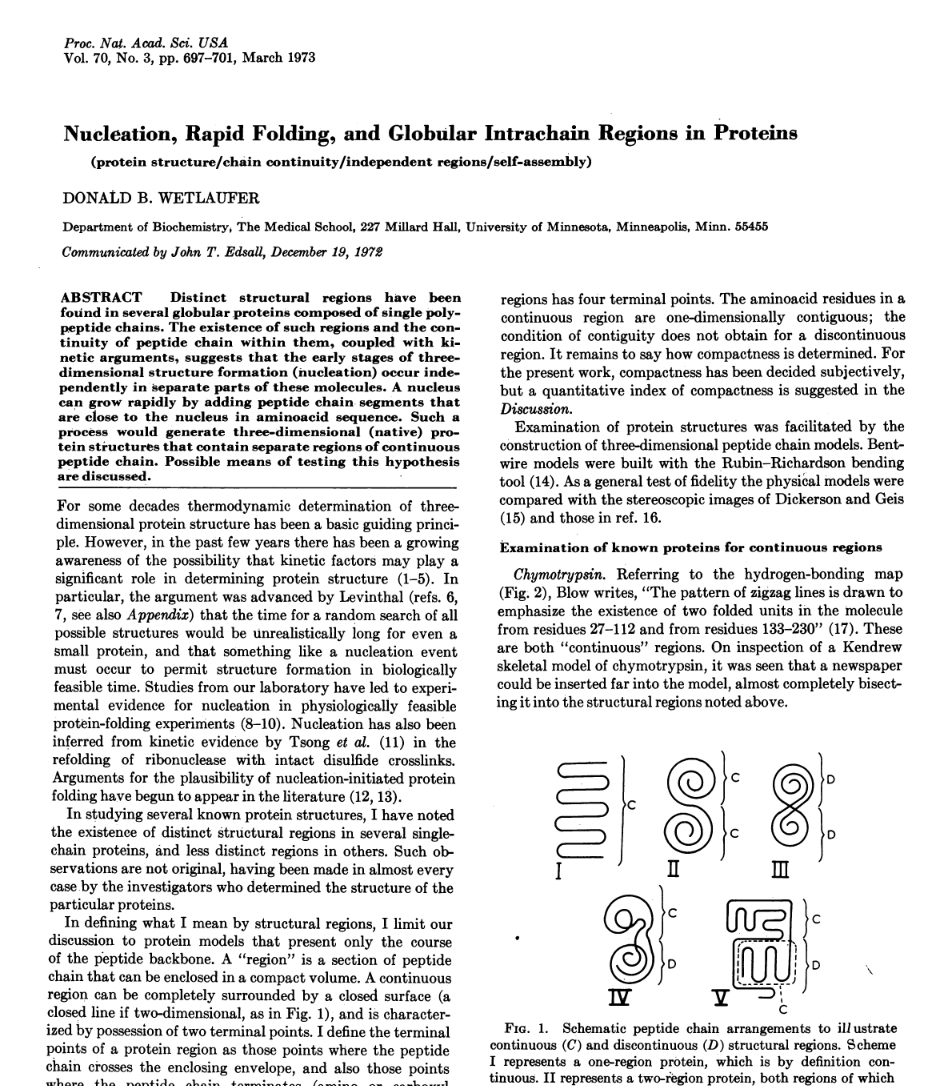 Proc. Nat. Acad. Sci. USA
Vol. 70, No. 3, pp. 697–701, March 1973
Nucleation, Rapid Folding, and Globular Intrachain Regions in Proteins
(protein structure/chain continuity/independent regions/self-assembly)
DONALD B. WETLAUFER
Department of Biochemistry, The Medical School, 227 Millard Hall, University of Minnesota, Minneapolis, Minn. 55455
Communicated by John T. Edsall, December 19, 1972
ABSTRACT Distinct structural regions have been
found in several globular proteins composed of single poly-
peptide chains. The existence of such regions and the con-
tinuity of peptide chain within them, coupled with ki-
netic arguments, suggests that the early stages of three-
dimensional structure formation (nucleation) occur inde-
pendently in separate parts of these molecules. A nucleus
can grow rapidly by adding peptide chain segments that
are close to the nucleus in aminoacid sequence. Such a
process would generate three-dimensional (native) pro-
tein structures that contain separate regions of continuous
peptide chain. Possible means of testing this hypothesis
are discussed.
For some decades thermodynamic determination of three-
dimensional protein structure has been a basic guiding princi-
ple. However, in the past few years there has been a growing
awareness of the possibility that kinetic factors may play a
significant role in determining protein structure (1–5). In
particular, the argument was advanced by Levinthal (refs. 6,
7, see also Appendix) that the time for a random search of all
possible structures would be unrealistically long for even a
small protein, and that something like a nucleation event
must occur to permit structure formation in biologically
feasible time. Studies from our laboratory have led to experi-
mental evidence for nucleation in physiologically feasible
protein-folding experiments (8–10). Nucleation has also been
inferred from kinetic evidence by Tsong et al. (11) in the
refolding of ribonuclease with intact disulfide crosslinks.
Arguments for the plausibility of nucleation-initiated protein
folding have begun to appear in the literature (12, 13).
In studying several known protein structures, I have noted
the existence of distinct structural regions in several single-
chain proteins, and less distinct regions in others. Such ob-
servations are not original, having been made in almost every
case by the investigators who determined the structure of the
particular proteins.
In defining what I mean by structural regions, I limit our
discussion to protein models that present only the course
of the peptide backbone. A “region” is a section of peptide
chain that can be enclosed in a compact volume. A continuous
region can be completely surrounded by a closed surface (a
closed line if two-dimensional, as in Fig. 1), and is character-
ized by possession of two terminal points. I define the terminal
points of a protein region as those points where the peptide
chain crosses the enclosing envelope, and also those points
where the peptide chain terminates (amino or carboxyl
regions has four terminal points. The aminoacid residues in a
continuous region are one-dimensionally contiguous; the
condition of contiguity does not obtain for a discontinuous
region. It remains to say how compactness is determined. For
the present work, compactness has been decided subjectively,
but a quantitative index of compactness is suggested in the
Discussion.
Examination of protein structures was facilitated by the
construction of three-dimensional peptide chain models. Bent-
wire models were built with the Rubin–Richardson bending
tool (14). As a general test of fidelity the physical models were
compared with the stereoscopic images of Dickerson and Geis
(15) and those in ref. 16.
Examination of known proteins for continuous regions
Chymotrypsin. Referring to the hydrogen-bonding map
(Fig. 2), Blow writes, “The pattern of zigzag lines is drawn to
emphasize the existence of two folded units in the molecule
from residues 27–112 and from residues 133–230” (17). These
are both “continuous” regions. On inspection of a Kendrew
skeletal model of chymotrypsin, it was seen that a newspaper
could be inserted far into the model, almost completely bisect-
ing it into the structural regions noted above.
C
C
C
D
D
I
II
III
C
D
C
D
IV
V
C
FIG. 1. Schematic peptide chain arrangements to illustrate
continuous (C) and discontinuous (D) structural regions. Scheme
I represents a one-region protein, which is by definition con-
tinuous. II represents a two-region protein, both regions of which